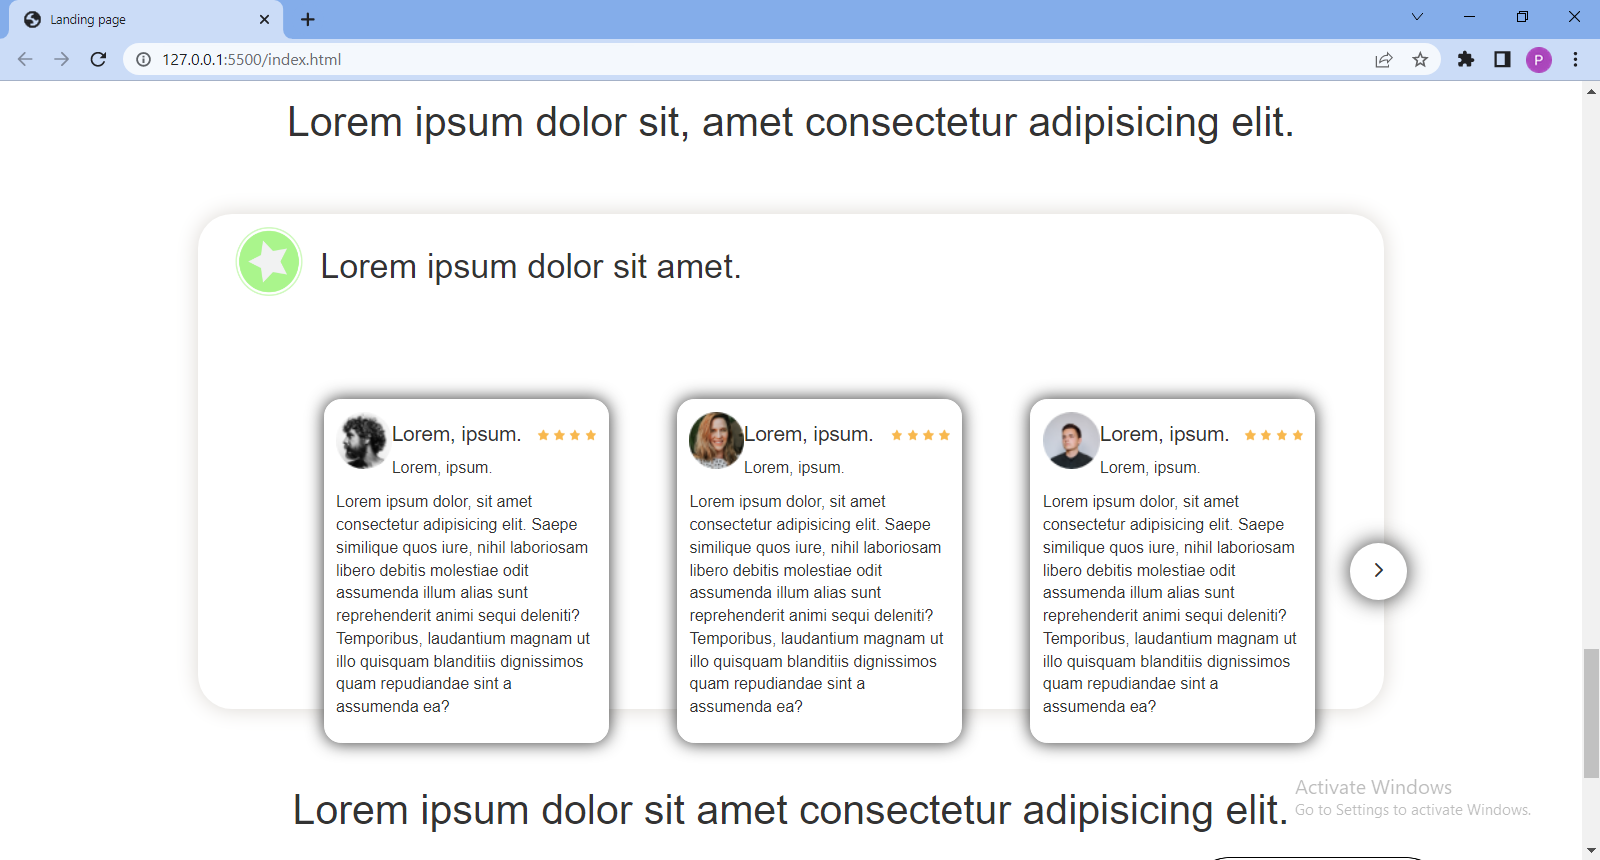 Landing page
127.0.0.1:5500/index.html
P
Lorem ipsum dolor sit, amet consectetur adipisicing elit.
Lorem ipsum dolor sit amet.
Lorem, ipsum.
Lorem, ipsum.
Lorem ipsum dolor, sit amet
consectetur adipisicing elit. Saepe
similique quos iure, nihil laboriosam
libero debitis molestiae odit
assumenda illum alias sunt
reprehenderit animi sequi deleniti?
Temporibus, laudantium magnam ut
illo quisquam blanditiis dignissimos
quam repudiandae sint a
assumenda ea?
Lorem, ipsum.
Lorem, ipsum.
Lorem ipsum dolor, sit amet
consectetur adipisicing elit. Saepe
similique quos iure, nihil laboriosam
libero debitis molestiae odit
assumenda illum alias sunt
reprehenderit animi sequi deleniti?
Temporibus, laudantium magnam ut
illo quisquam blanditiis dignissimos
quam repudiandae sint a
assumenda ea?
Lorem, ipsum.
Lorem, ipsum.
Lorem ipsum dolor, sit amet
consectetur adipisicing elit. Saepe
similique quos iure, nihil laboriosam
libero debitis molestiae odit
assumenda illum alias sunt
reprehenderit animi sequi deleniti?
Temporibus, laudantium magnam ut
illo quisquam blanditiis dignissimos
quam repudiandae sint a
assumenda ea?
Lorem ipsum dolor sit amet consectetur adipisicing elit.
Activate Windows
Go to Settings to activate Windows.